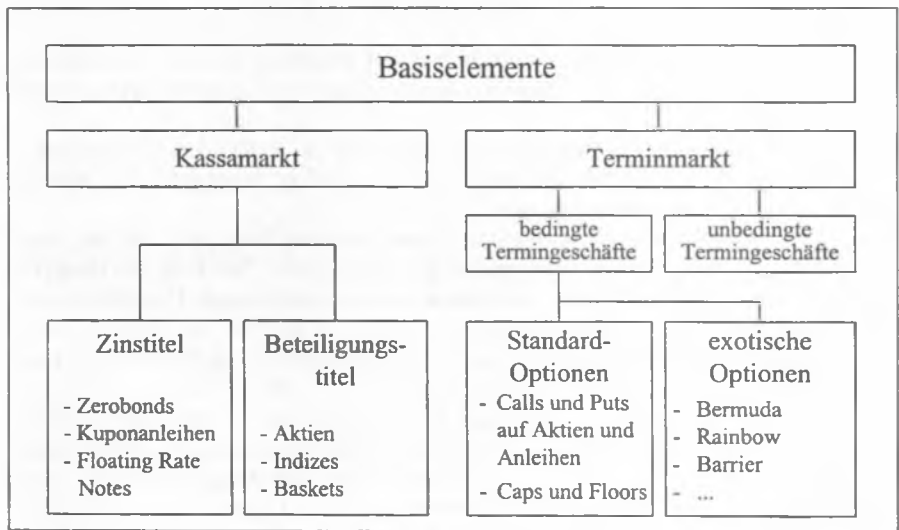 Basiselemente
Kassamarkt
Terminmarkt
bedingte
Termingeschäfte
unbedingte
Termingeschäfte
Zinstitel
- Zerobonds
- Kuponanleihen
- Floating Rate
Notes
Beteiligungs-
titel
- Aktien
- Indizes
- Baskets
Standard-
Optionen
- Calls und Puts
auf Aktien und
Anleihen
- Caps und Floors
exotische
Optionen
- Bermuda
- Rainbow
- Barrier
- ...